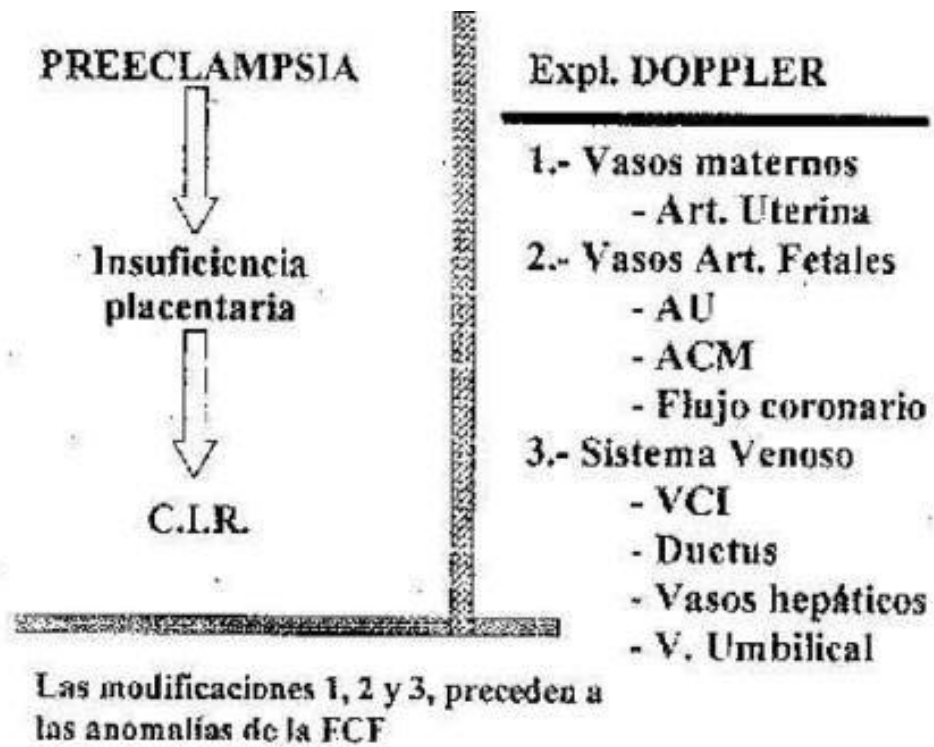 PREECLAMPSIA
Insuficiencia
placentaria
C.I.R.
Expl. DOPPLER
1.- Vasos maternos
- Art. Uterina
2.- Vasos Art. Fetales
- AU
- ACM
- Flujo coronario
3.- Sistema Venoso
- VCI
- Ductus
- Vasos hepáticos
- V. Umbilical
Las modificaciones 1, 2 y 3, preceden a
las anomalías de la FCF